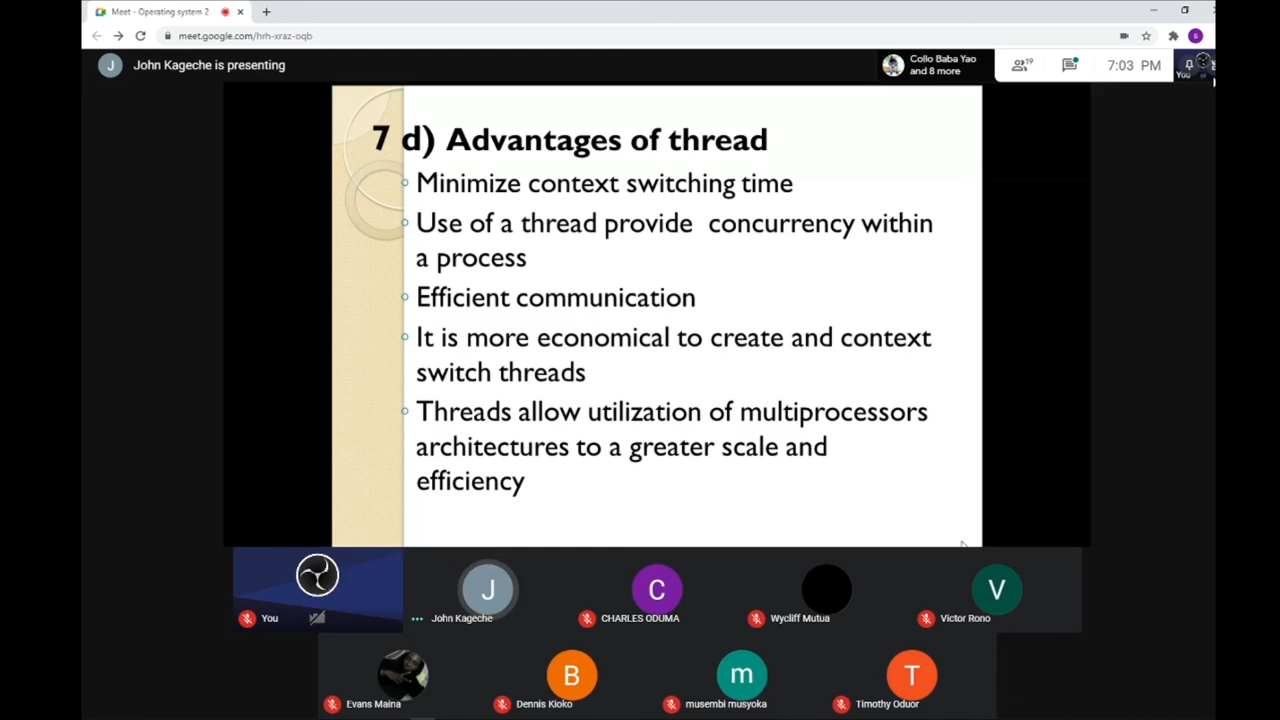 Meet - Operating system 2
meet.google.com/hrh-xraz-oqb
J
John Kageche is presenting
Collo Baba Yao
and 8 more
19
7:03 PM
You
7 d) Advantages of thread
Minimize context switching time
Use of a thread provide concurrency within
a process
Efficient communication
It is more economical to create and context
switch threads
Threads allow utilization of multiprocessors
architectures to a greater scale and
efficiency
You
J
John Kageche
C
CHARLES ODUMA
Wycliff Mutua
V
Victor Rono
Evans Maina
B
Dennis Kioko
m
musembi musyoka
T
Timothy Oduor